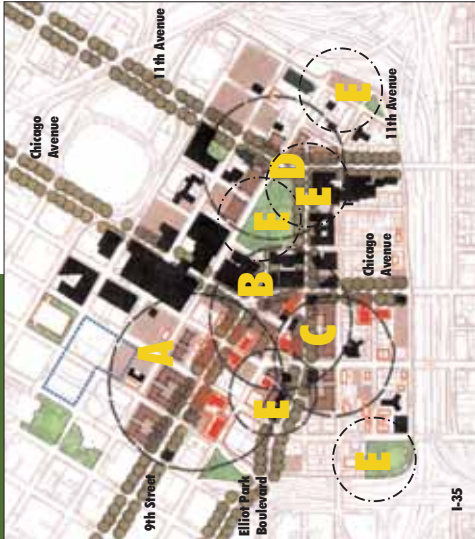 Chicago
Avenue
11th Avenue
E
11th Avenue
D
E
F
B
Chicago
Avenue
A
C
E
E
9th Street
Elliot Park
Boulevard
I-35